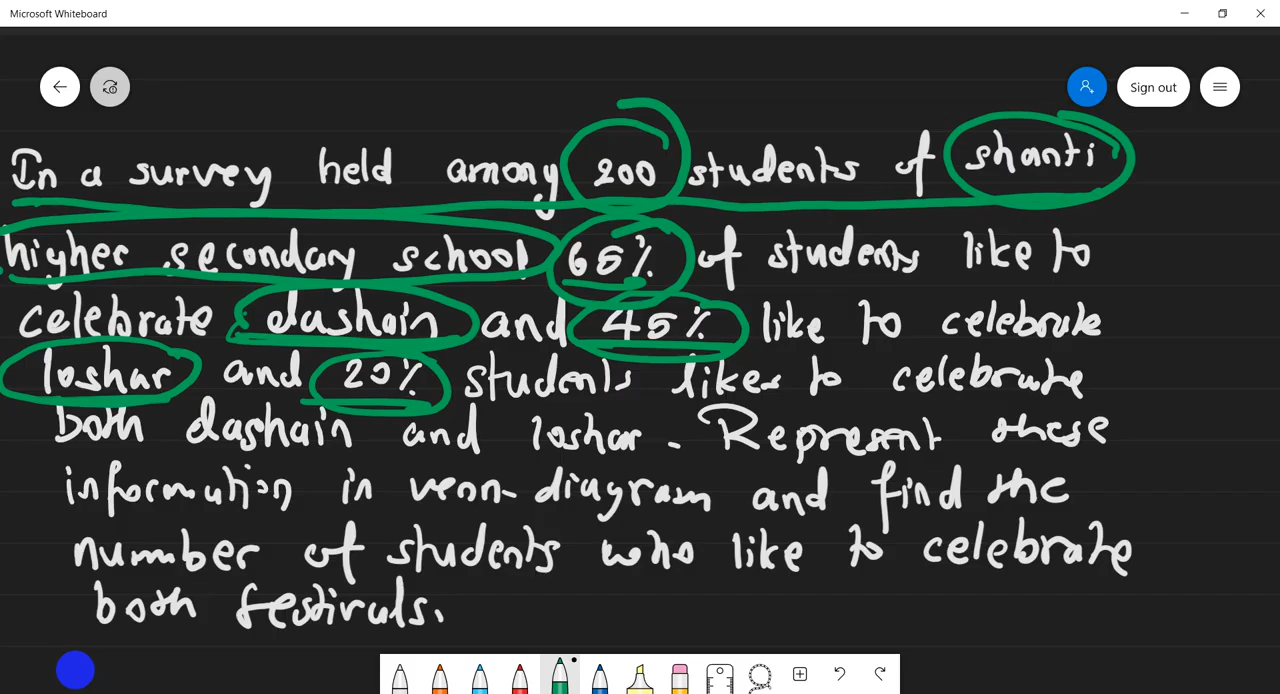 Microsoft Whiteboard
Sign out
In a survey held among 200 students of shanti
higher secondary school 65% of students like to
celebrate dashain and 45% like to celebrate
loshar and 20% students likes to celebrate
both dashain and loshar. Represent these
information in venn-diagram and find the
number of students who like to celebrate
both festivals.